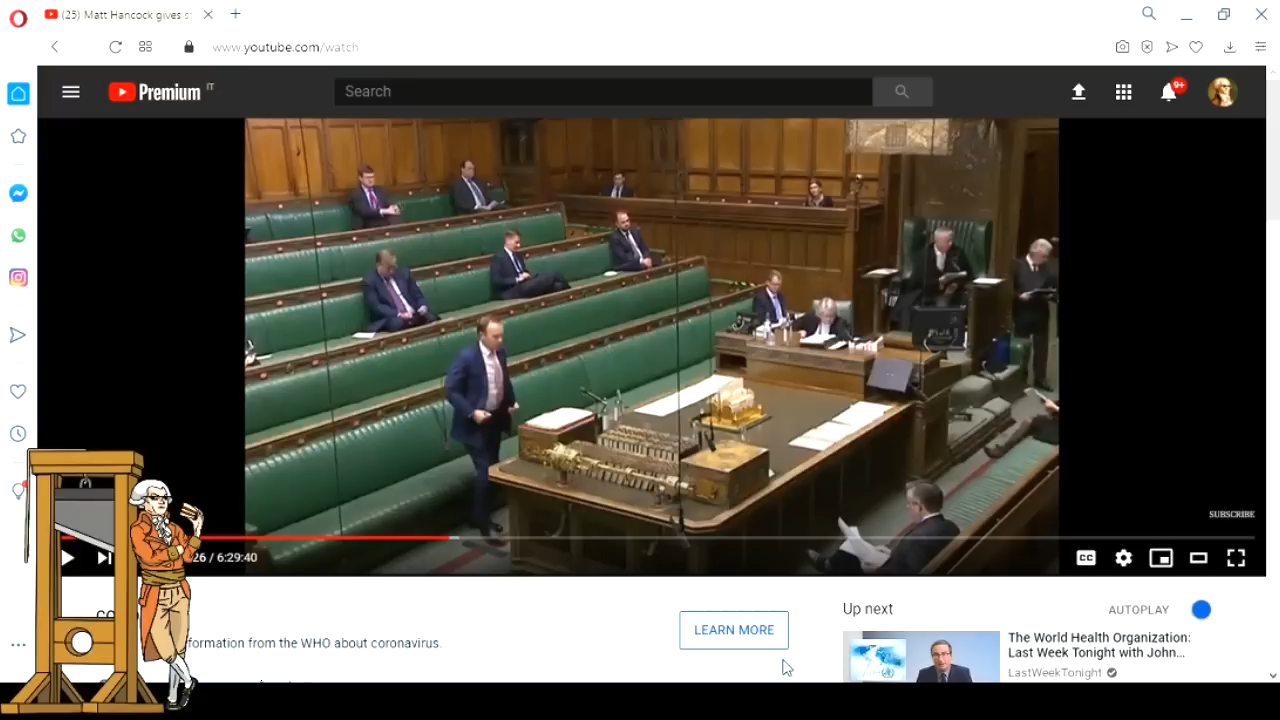 (25) Matt Hancock gives s
www.youtube.com/watch
Premium IT
Search
9+
SUBSCRIBE
26 / 6:29:40
CC
Up next
AUTOPLAY
formation from the WHO about coronavirus.
LEARN MORE
The World Health Organization:
Last Week Tonight with John...
LastWeekTonight